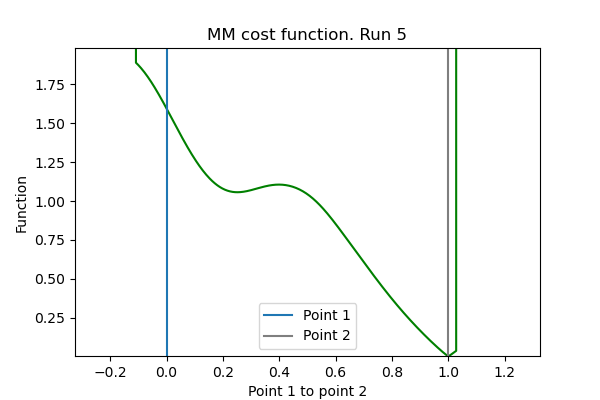 MM cost function. Run 5
Function
1.75
1.50
1.25
1.00
0.75
0.50
0.25
Point 1
Point 2
−0.2 0.0 0.2 0.4 0.6 0.8 1.0 1.2
Point 1 to point 2